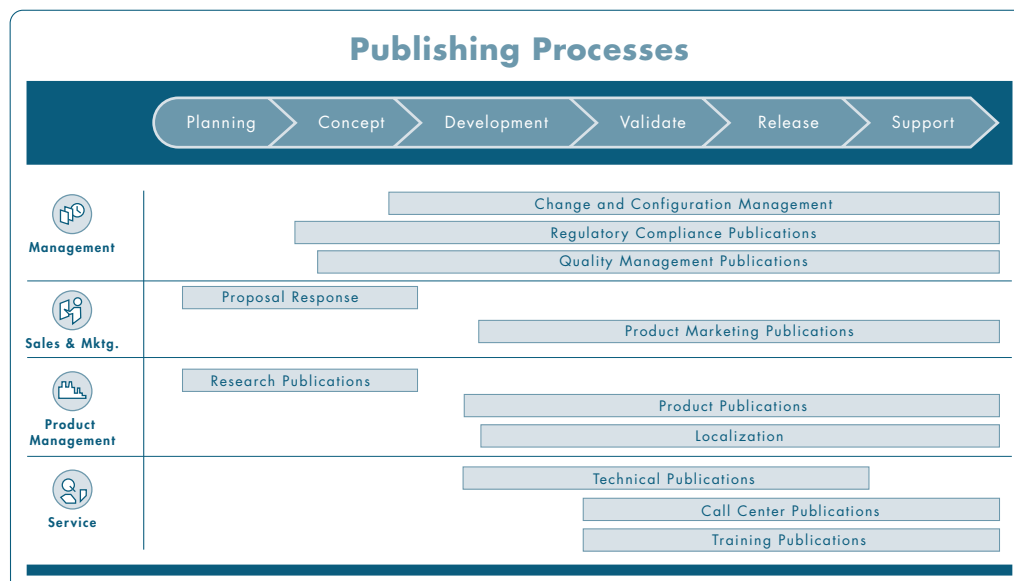 Publishing Processes
Planning
Concept
Development
Validate
Release
Support
Management
Change and Configuration Management
Regulatory Compliance Publications
Quality Management Publications
Sales & Mktg.
Proposal Response
Product Marketing Publications
Product
Management
Research Publications
Product Publications
Localization
Service
Technical Publications
Call Center Publications
Training Publications